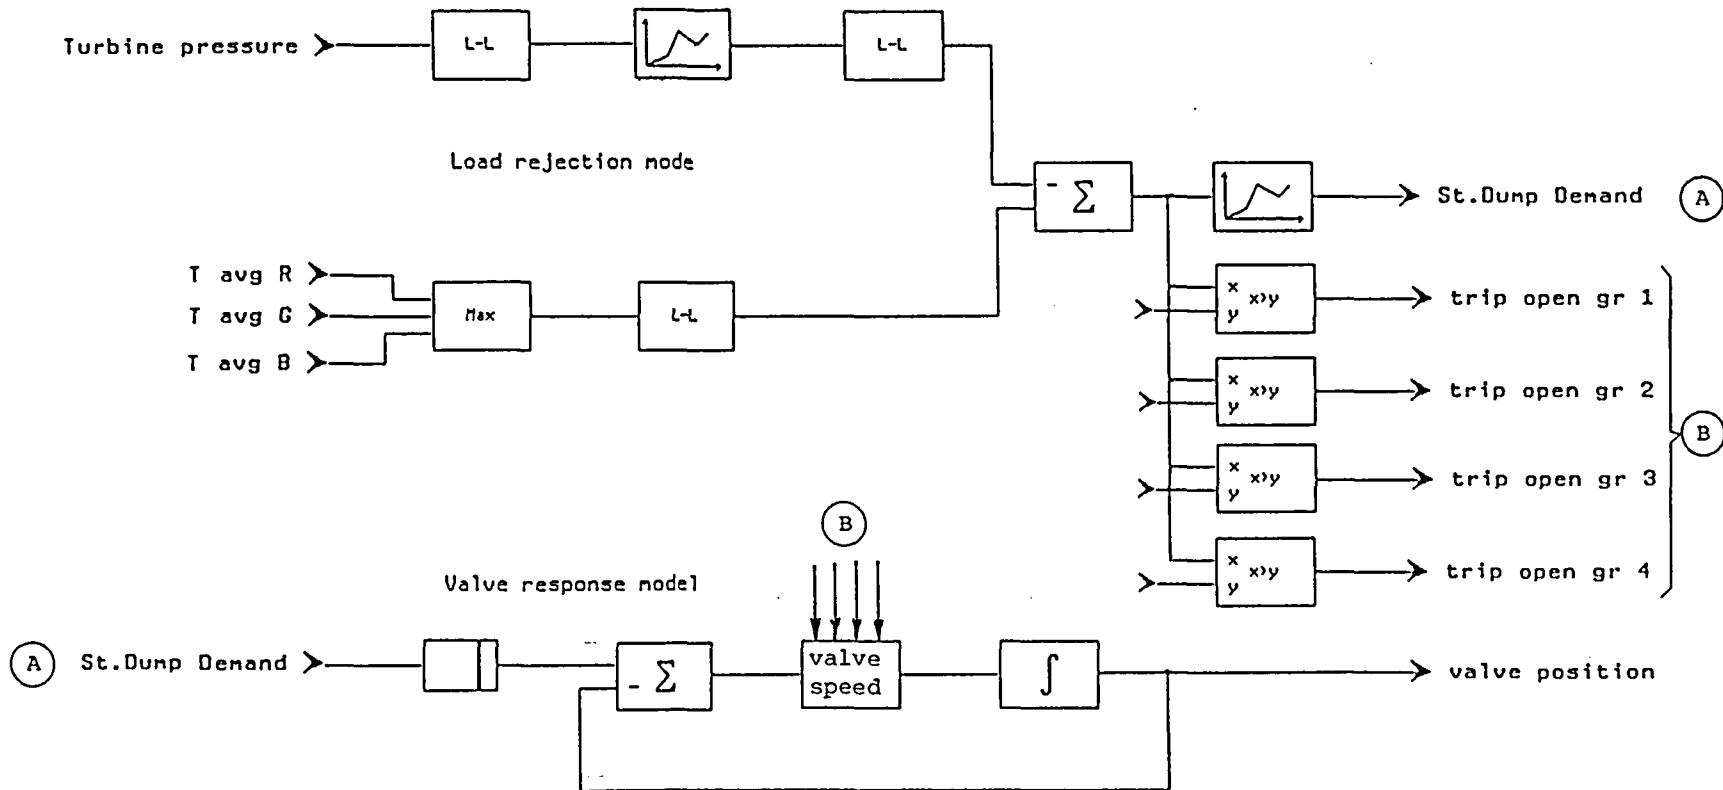 Turbine pressure
L-L
L-L
Load rejection mode
- Σ
St.Dump Demand A
T avg R
T avg G
T avg B
Max
L-L
x
y
x>y
trip open gr 1
x
y
x>y
trip open gr 2
B
x
y
x>y
trip open gr 3
x
y
x>y
trip open gr 4
B
Valve response model
A St.Dump Demand
- Σ
valve
speed
∫
valve position